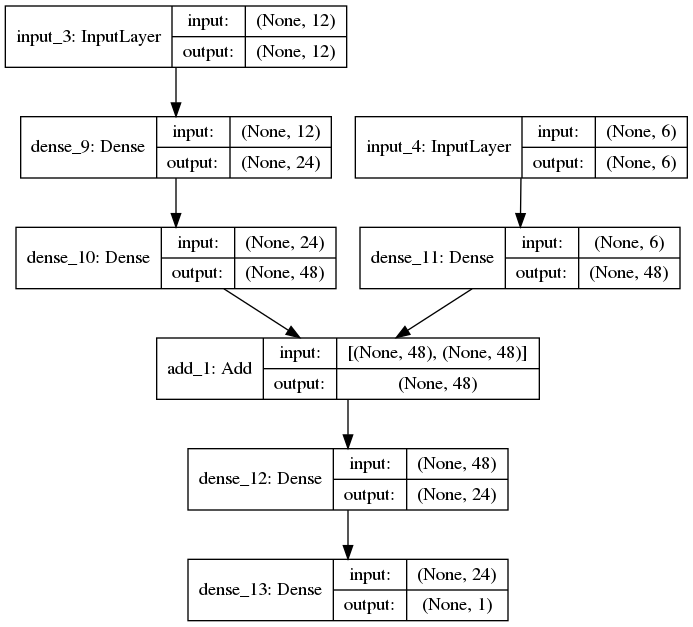 input_3: InputLayer
input: (None, 12)
output: (None, 12)
dense_9: Dense
input: (None, 12)
output: (None, 24)
input_4: InputLayer
input: (None, 6)
output: (None, 6)
dense_10: Dense
input: (None, 24)
output: (None, 48)
dense_11: Dense
input: (None, 6)
output: (None, 48)
add_1: Add
input: [(None, 48), (None, 48)]
output: (None, 48)
dense_12: Dense
input: (None, 48)
output: (None, 24)
dense_13: Dense
input: (None, 24)
output: (None, 1)